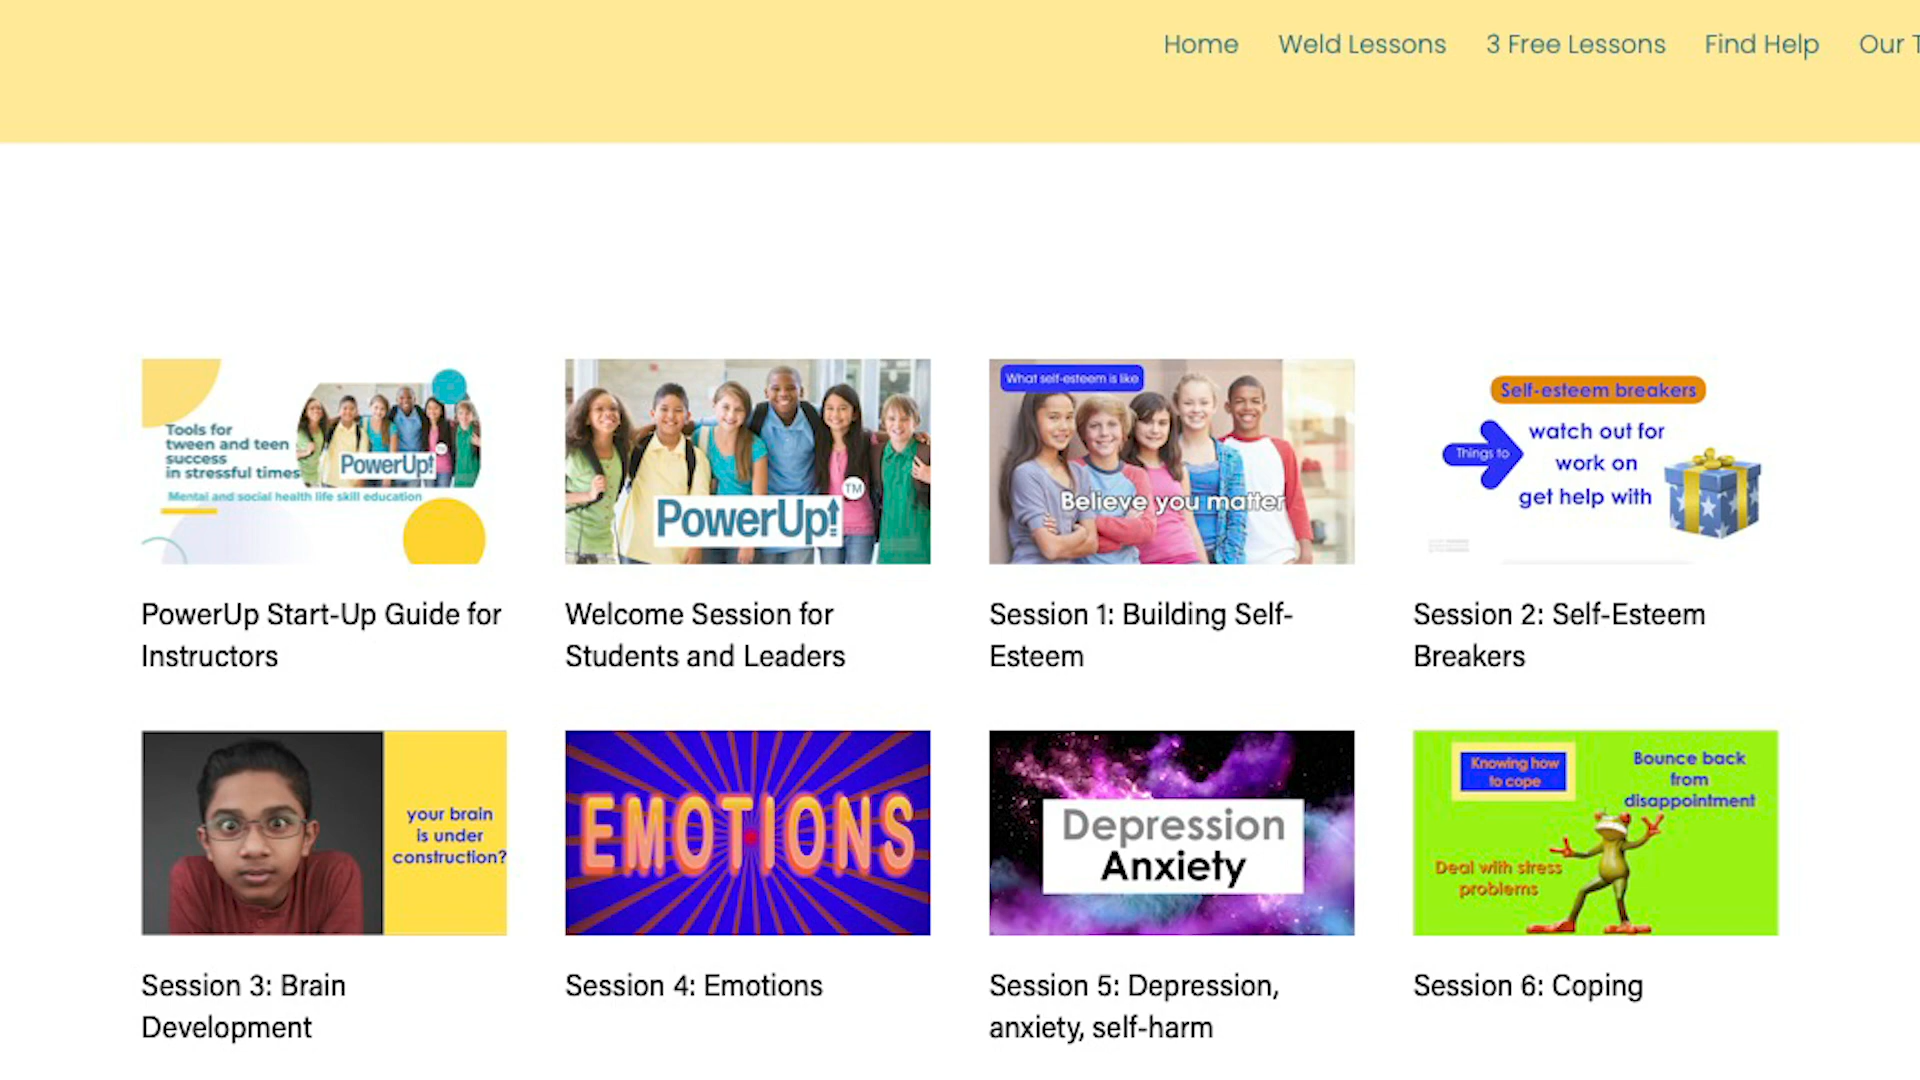 Home Weld Lessons 3 Free Lessons Find Help Our
Tools for
tween and teen
success
in stressful times
PowerUp!
TM
Mental and social health life skill education
PowerUp!
TM
What self-esteem is like
Believe you matter
Self-esteem breakers
Things to
watch out for
work on
get help with
PowerUp Start-Up Guide for
Instructors
Welcome Session for
Students and Leaders
Session 1: Building Self-
Esteem
Session 2: Self-Esteem
Breakers
your brain
is under
construction?
EMOTIONS
Depression
Anxiety
Knowing how
to cope
Bounce back
from
disappointment
Deal with stress
problems
Session 3: Brain
Development
Session 4: Emotions
Session 5: Depression,
anxiety, self-harm
Session 6: Coping